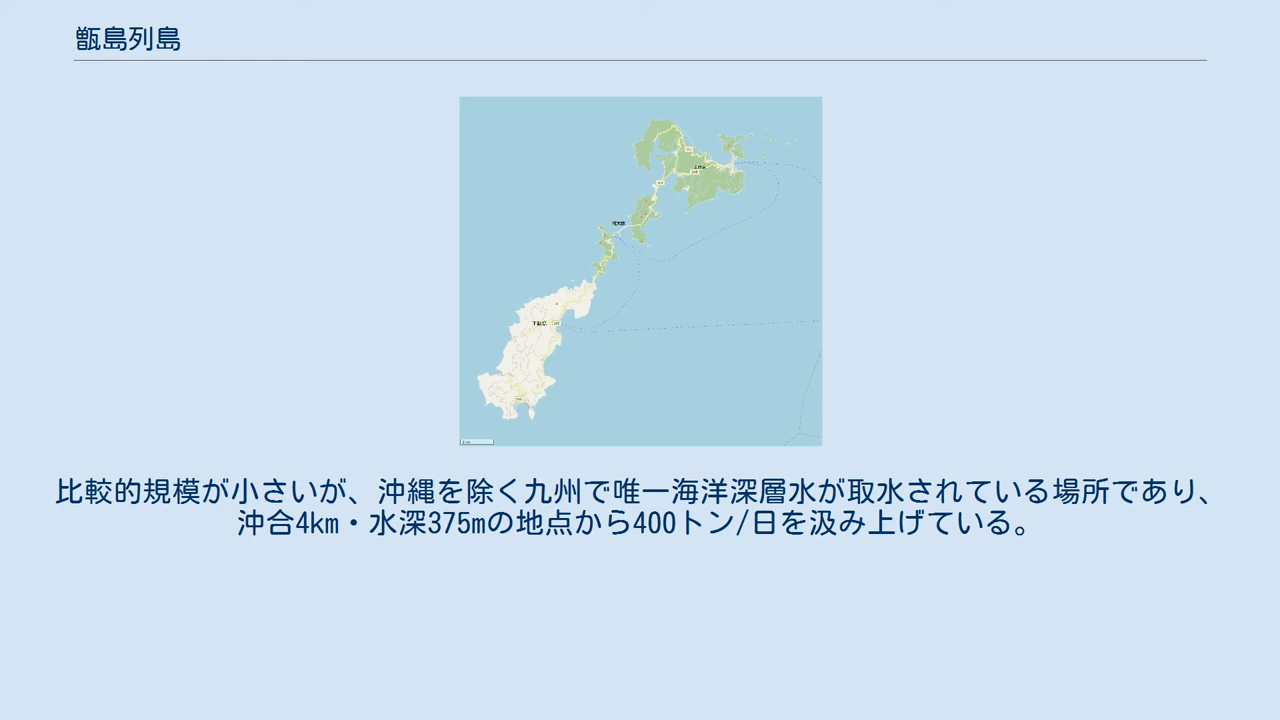 甑島列島
比較的規模が小さいが、沖縄を除く九州で唯一海洋深層水が取水されている場所であり、
沖合4km・水深375mの地点から400トン/日を汲み上げている。